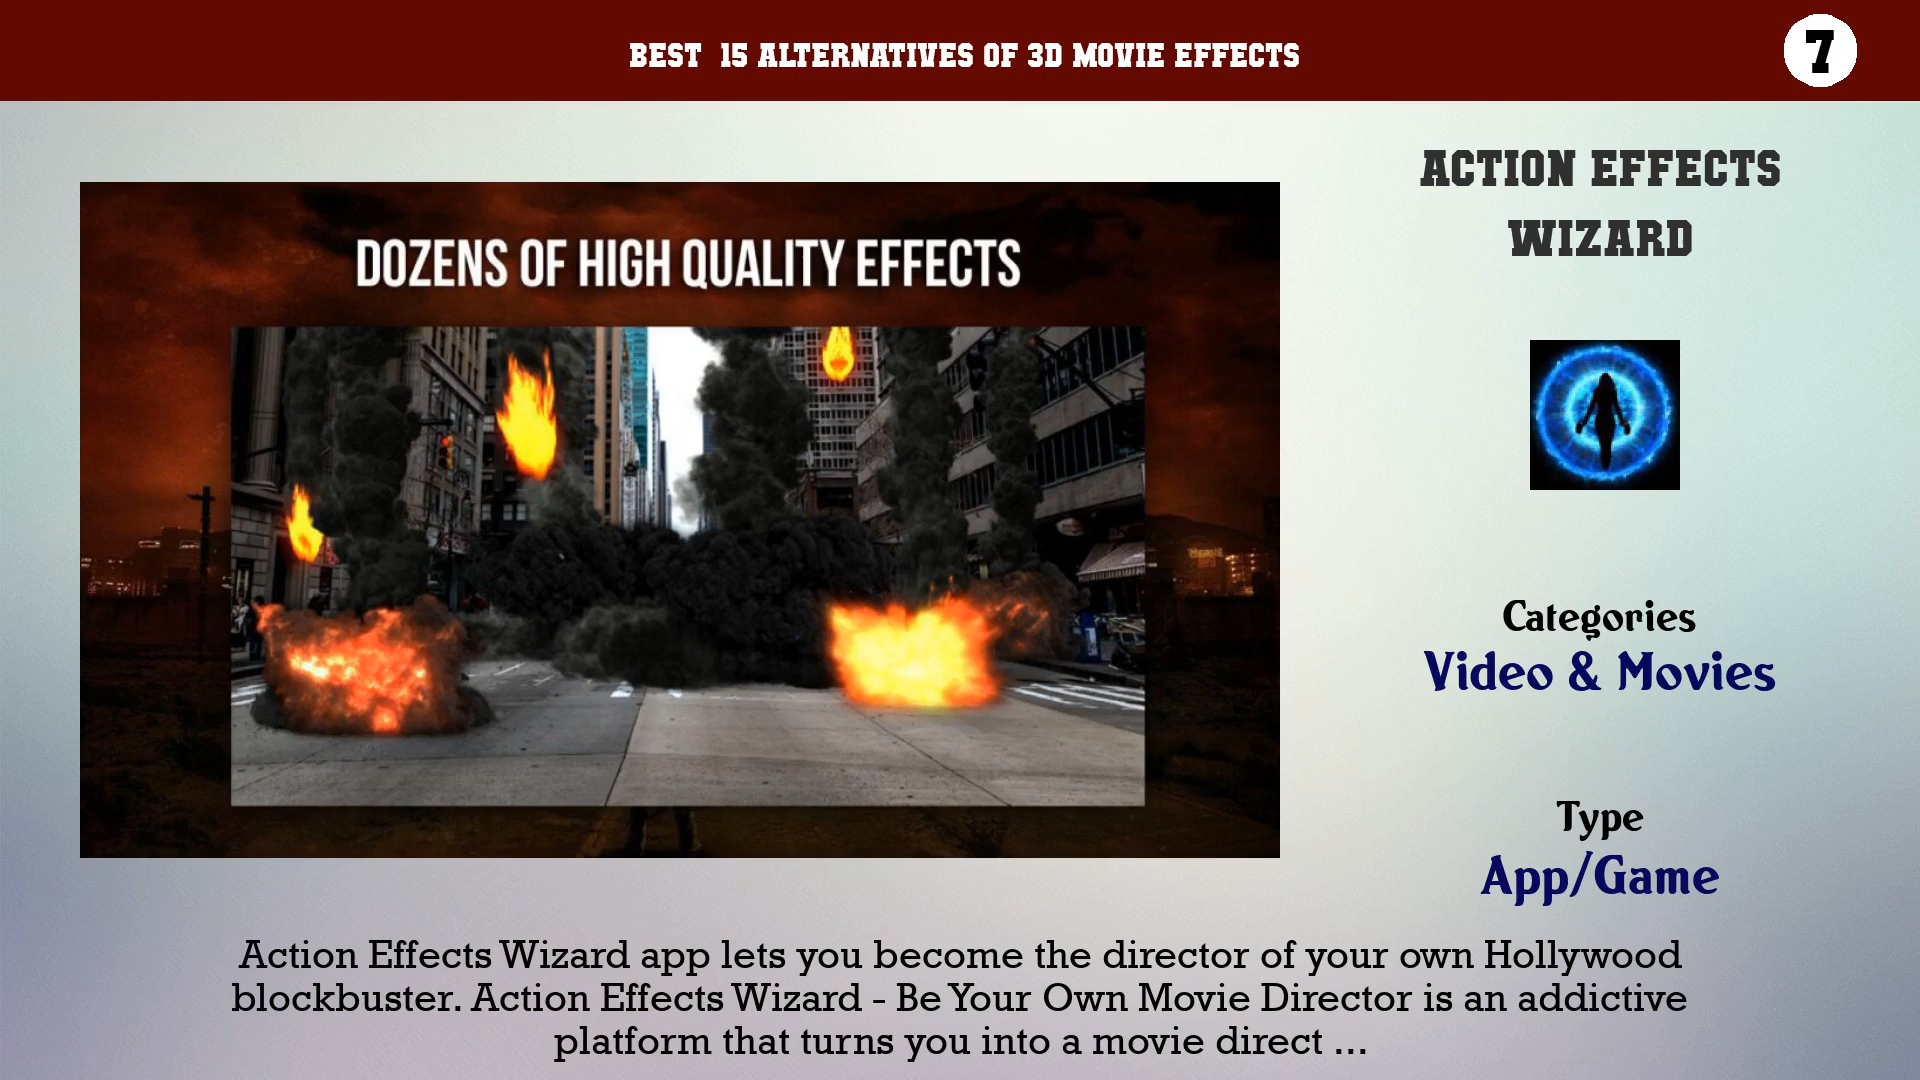 BEST 15 ALTERNATIVES OF 3D MOVIE EFFECTS
7
DOZENS OF HIGH QUALITY EFFECTS
ACTION EFFECTS
WIZARD
Categories
Video & Movies
Type
App/Game
Action Effects Wizard app lets you become the director of your own Hollywood
blockbuster. Action Effects Wizard - Be Your Own Movie Director is an addictive
platform that turns you into a movie direct ...